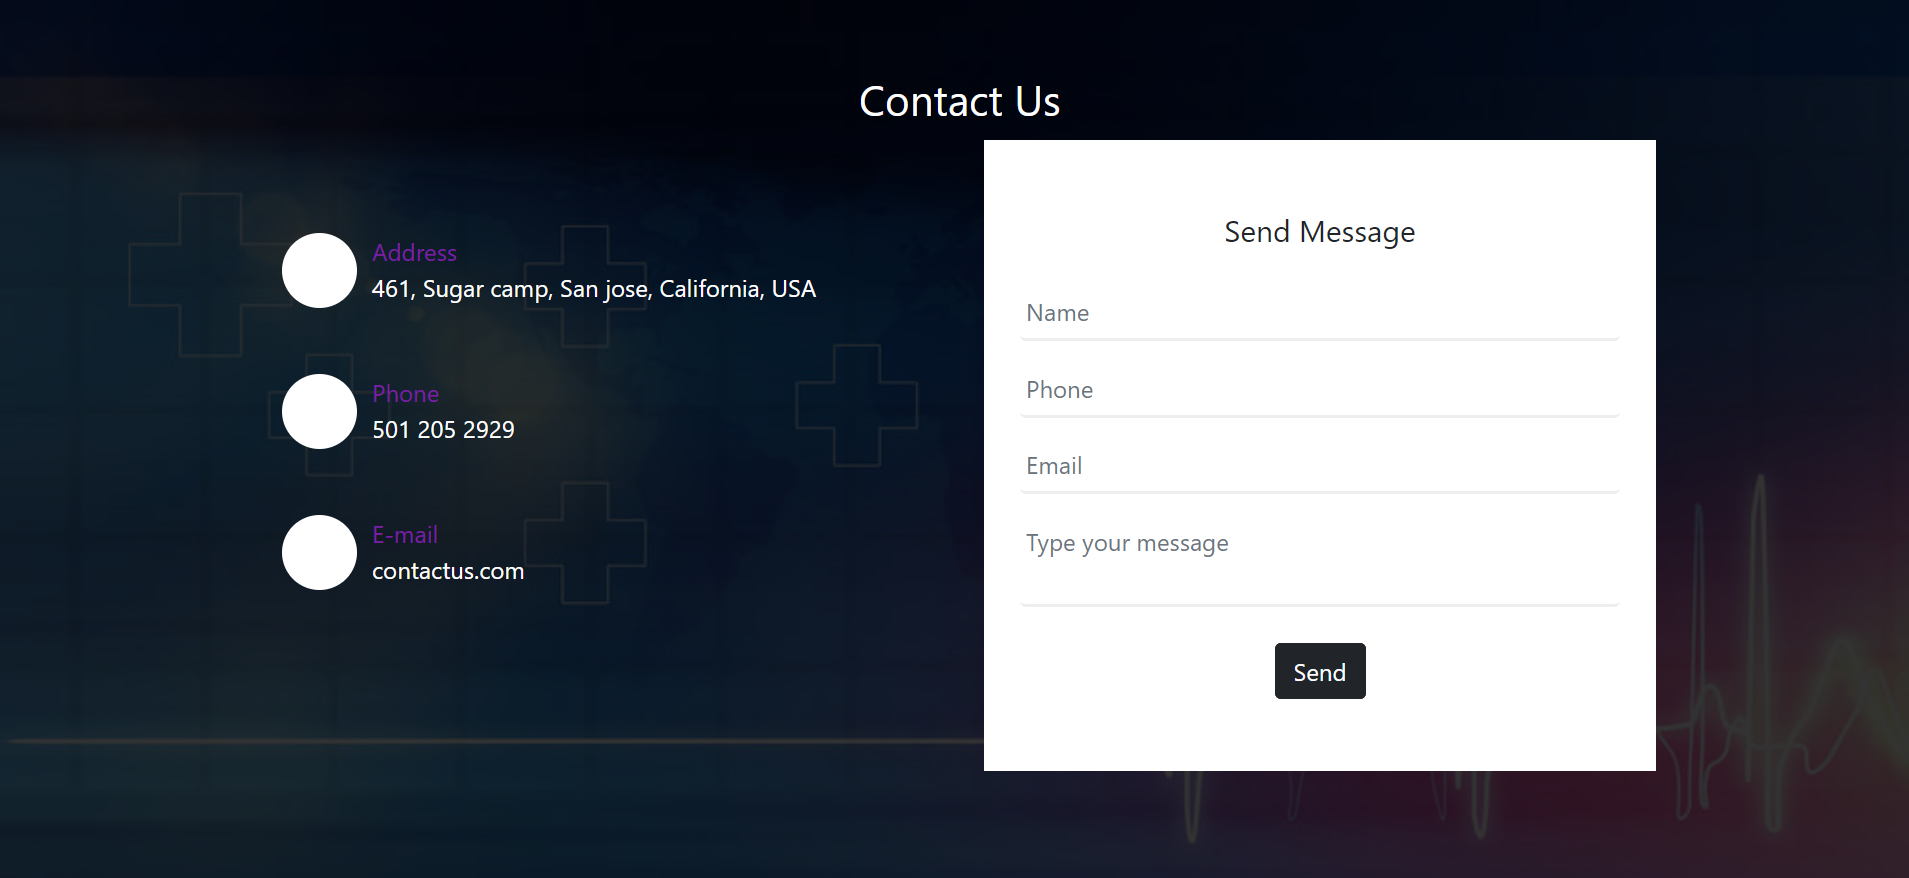 Contact Us
Address
461, Sugar camp, San jose, California, USA
Phone
501 205 2929
E-mail
contactus.com
Send Message
Name
Phone
Email
Type your message
Send